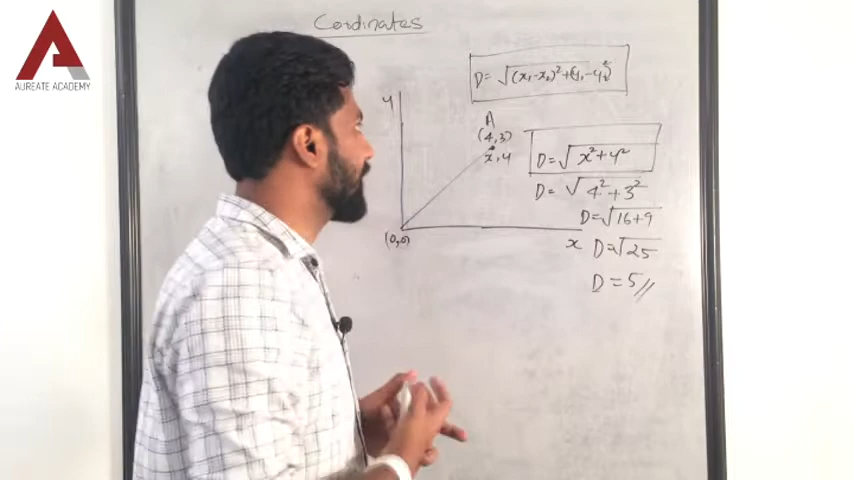 AUREATE ACADEMY
Cordinates
D = √(x₁-x₂)²+(y₁-y₂)²
y
A
(4,3)
x,y
D=√x²+y²
D=√4²+3²
D=√16+9
(0,0)
x
D=√25
D=5//